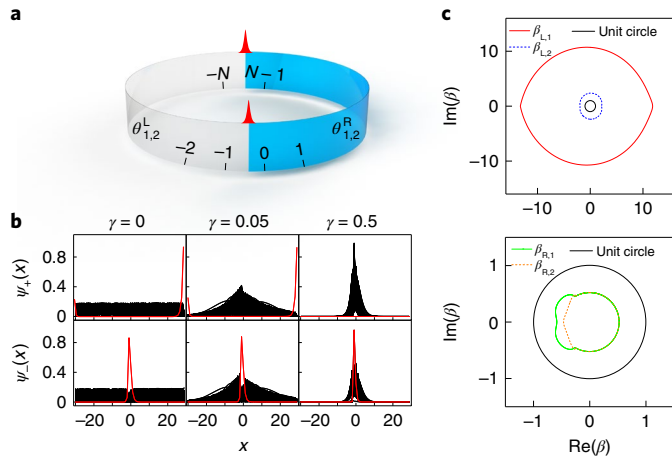 a
−N N−1
θ^L_{1,2} θ^R_{1,2}
−2 −1 0 1
b
γ = 0 γ = 0.05 γ = 0.5
ψ+(x)
0.8
0.4
0
ψ−(x)
0.8
0.4
0
−20 0 20 −20 0 20 −20 0 20
x
c
β_{L,1} Unit circle
β_{L,2}
Im(β)
10
0
−10
−10 0 10
β_{R,1} Unit circle
β_{R,2}
Im(β)
1
0
−1
−1 0 1
Re(β)